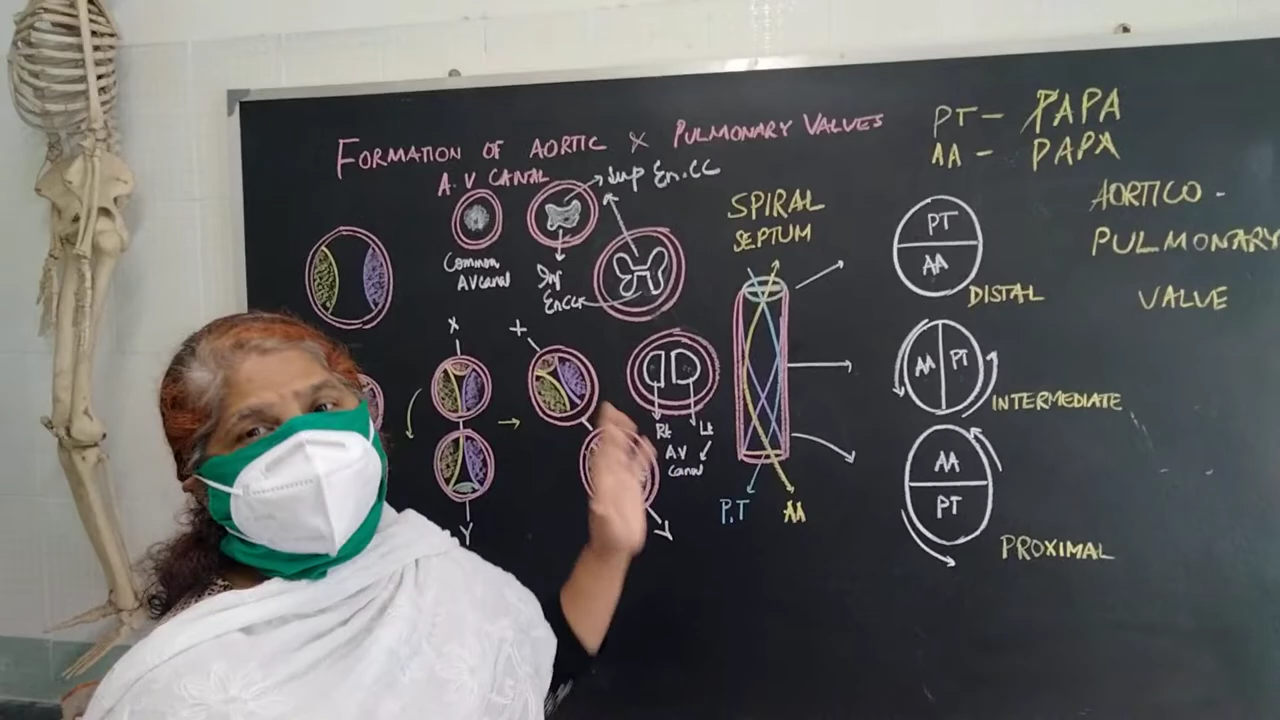 FORMATION OF AORTIC & PULMONARY VALVES
A.V CANAL
Sup En.CC
Common
AV canal
Inf
En.CC
X
Y
Rt
Lt
A.V
Canal
SPIRAL
SEPTUM
P.T
AA
PT - PAPA
AA - PAPA
PT
AA
DISTAL
AA
PT
INTERMEDIATE
AA
PT
PROXIMAL
AORTICO -
PULMONARY
VALVE